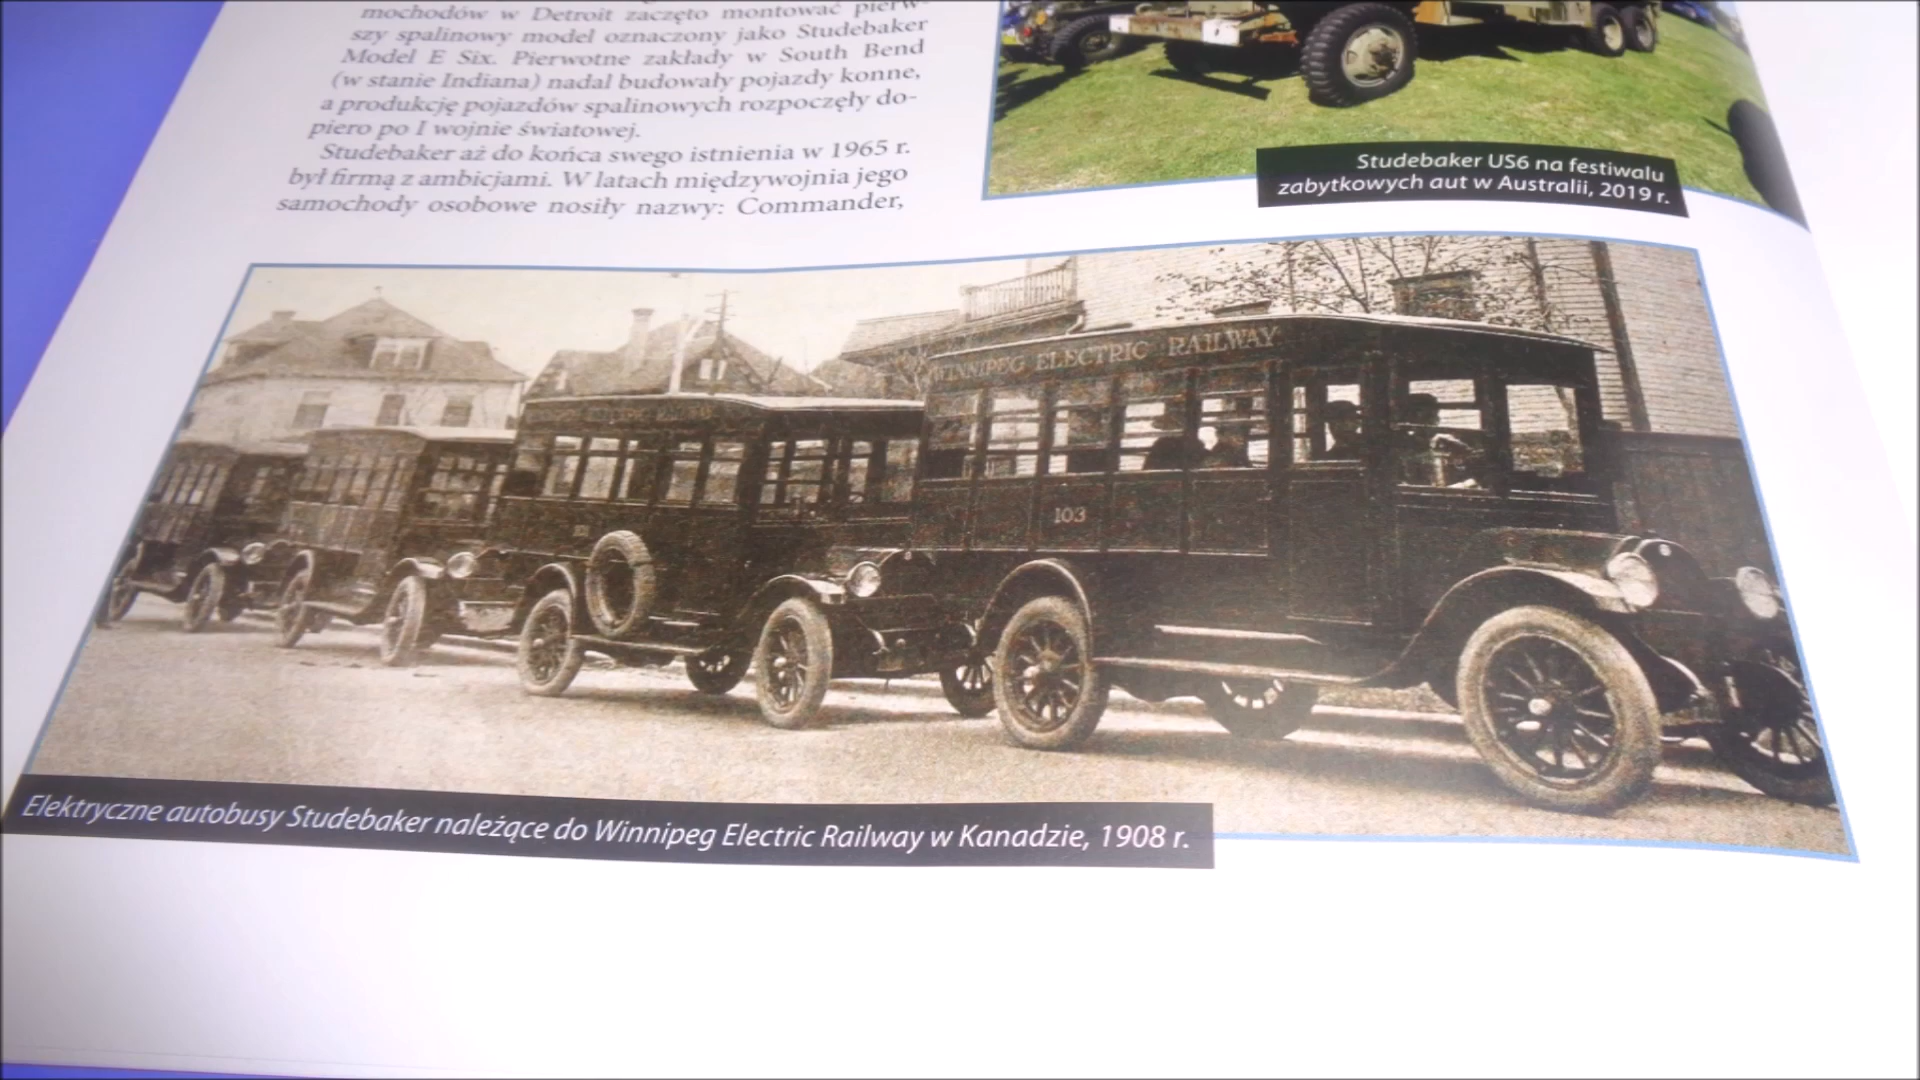 mochodów w Detroit zaczęto montować pierw-
szy spalinowy model oznaczony jako Studebaker
Model E Six. Pierwotne zakłady w South Bend
(w stanie Indiana) nadal budowały pojazdy konne,
a produkcję pojazdów spalinowych rozpoczęły do-
piero po I wojnie światowej.
Studebaker aż do końca swego istnienia w 1965 r.
był firmą z ambicjami. W latach międzywojnia jego
samochody osobowe nosiły nazwy: Commander,
Studebaker US6 na festiwalu
zabytkowych aut w Australii, 2019 r.
WINNIPEG ELECTRIC RAILWAY
103
Elektryczne autobusy Studebaker należące do Winnipeg Electric Railway w Kanadzie, 1908 r.